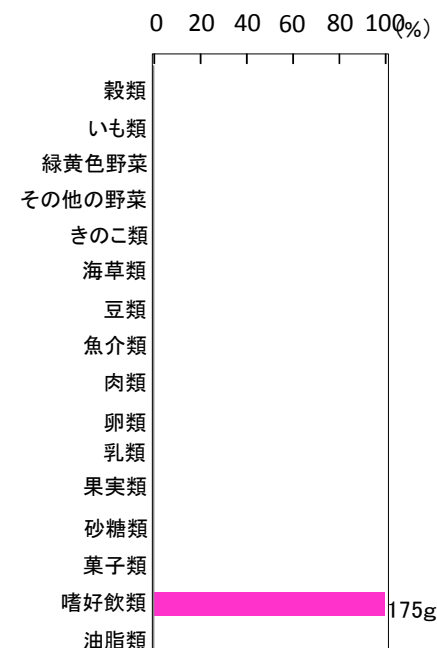 0 20 40 60 80 100(%)
穀類
いも類
緑黄色野菜
その他の野菜
きのこ類
海草類
豆類
魚介類
肉類
卵類
乳類
果実類
砂糖類
菓子類
嗜好飲類 175g
油脂類